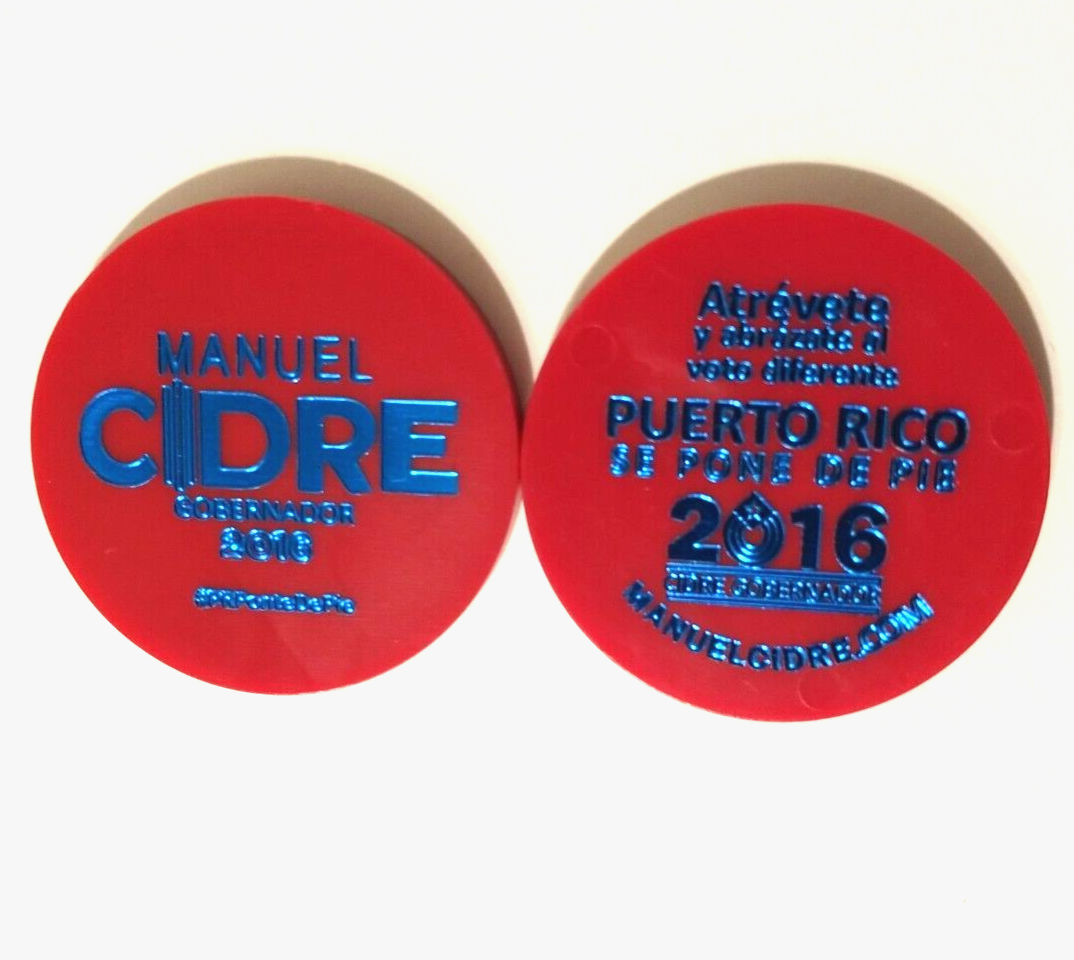 MANUEL
CIDRE
GOBERNADOR
2016
#PRPonteDePie
Atrévete
y abrázate al
voto diferente
PUERTO RICO
SE PONE DE PIE
2016
CIDRE GOBERNADOR
MANUELCIDRE.COM